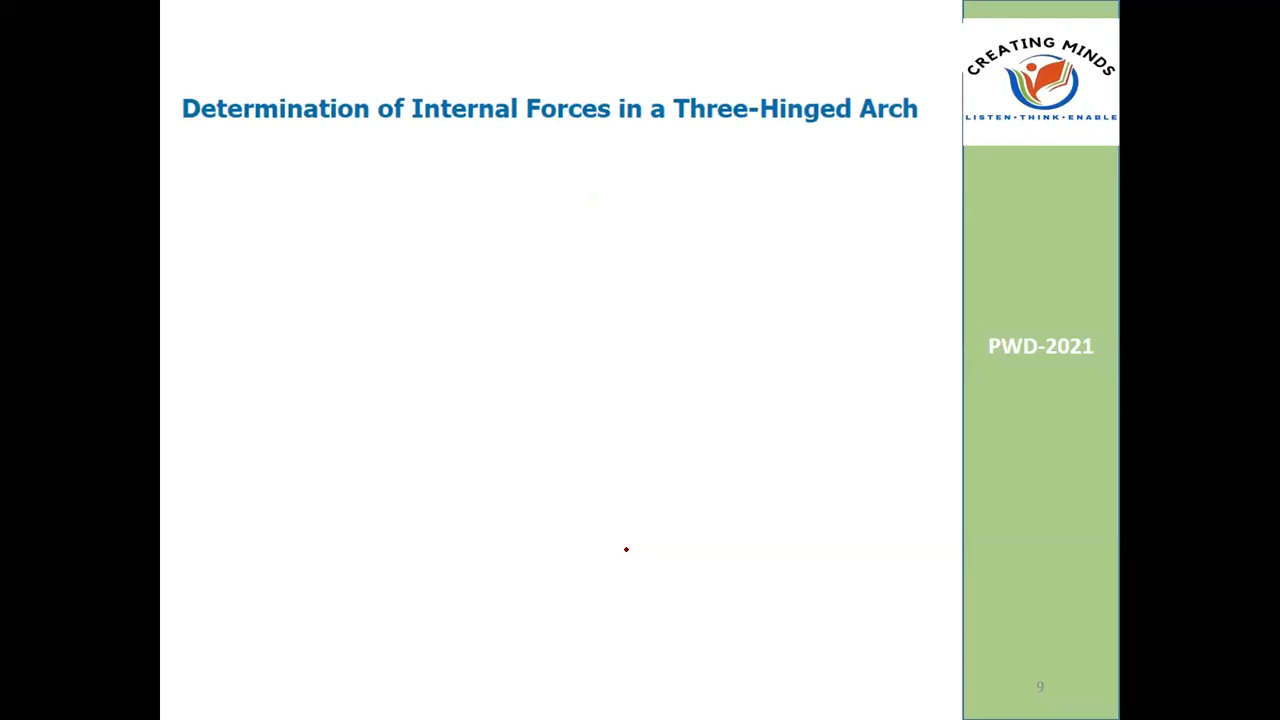 CREATING MINDS
LISTEN•THINK•ENABLE
Determination of Internal Forces in a Three-Hinged Arch
PWD-2021
9